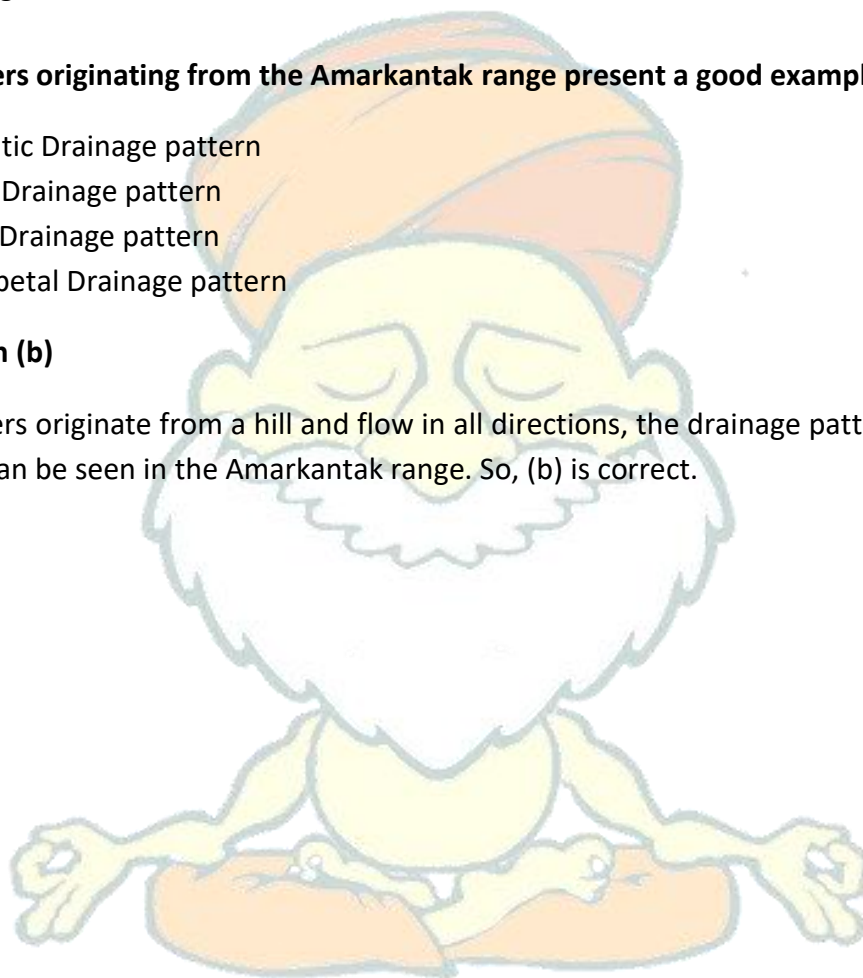 ers originating from the Amarkantak range present a good exampl
tic Drainage pattern
Drainage pattern
Drainage pattern
petal Drainage pattern
n (b)
ers originate from a hill and flow in all directions, the drainage patt
an be seen in the Amarkantak range. So, (b) is correct.